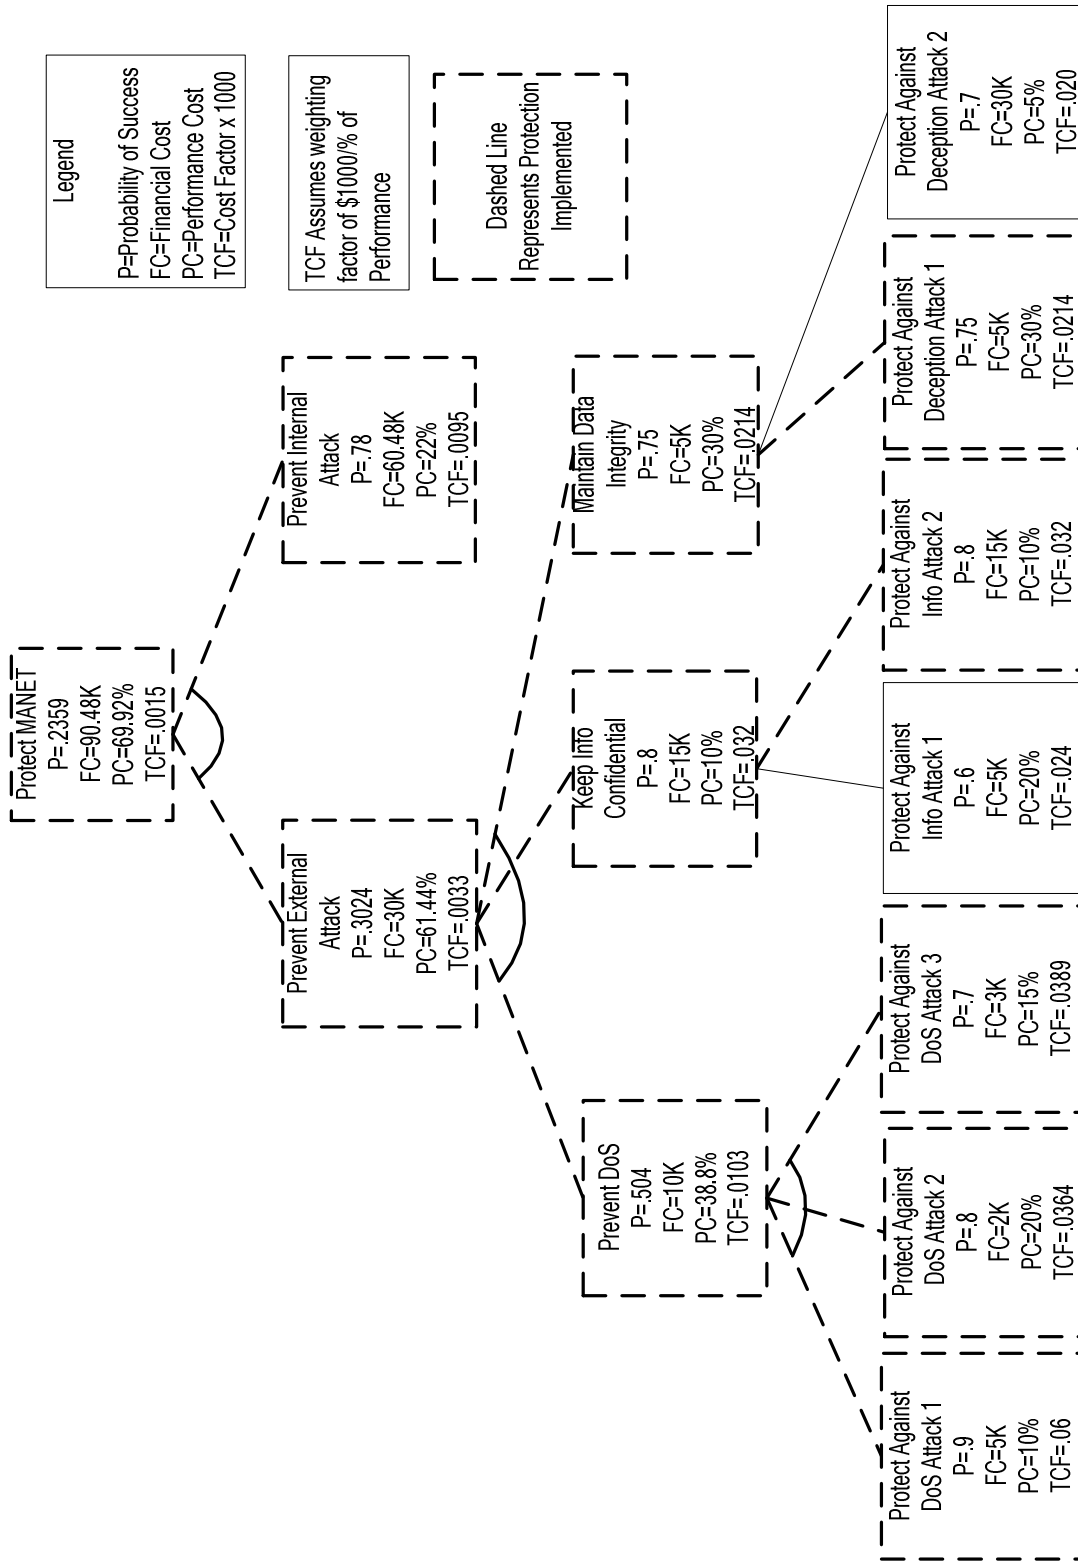 Legend
P=Probability of Success
FC=Financial Cost
PC=Performance Cost
TCF=Cost Factor x 1000
TCF Assumes weighting
factor of $1000/% of
Performance
Dashed Line
Represents Protection
Implemented
Protect MANET
P=.2359
FC=90.48K
PC=69.92%
TCF=.0015
Prevent External
Attack
P=.3024
FC=30K
PC=61.44%
TCF=.0033
Prevent Internal
Attack
P=.78
FC=60.48K
PC=22%
TCF=.0095
Prevent DoS
P=.504
FC=10K
PC=38.8%
TCF=.0103
Keep Info
Confidential
P=.8
FC=15K
PC=10%
TCF=.032
Maintain Data
Integrity
P=.75
FC=5K
PC=30%
TCF=.0214
Protect Against
DoS Attack 1
P=.9
FC=5K
PC=10%
TCF=.06
Protect Against
DoS Attack 2
P=.8
FC=2K
PC=20%
TCF=.0364
Protect Against
DoS Attack 3
P=.7
FC=3K
PC=15%
TCF=.0389
Protect Against
Info Attack 1
P=.6
FC=5K
PC=20%
TCF=.024
Protect Against
Info Attack 2
P=.8
FC=15K
PC=10%
TCF=.032
Protect Against
Deception Attack 1
P=.75
FC=5K
PC=30%
TCF=.0214
Protect Against
Deception Attack 2
P=.7
FC=30K
PC=5%
TCF=.020